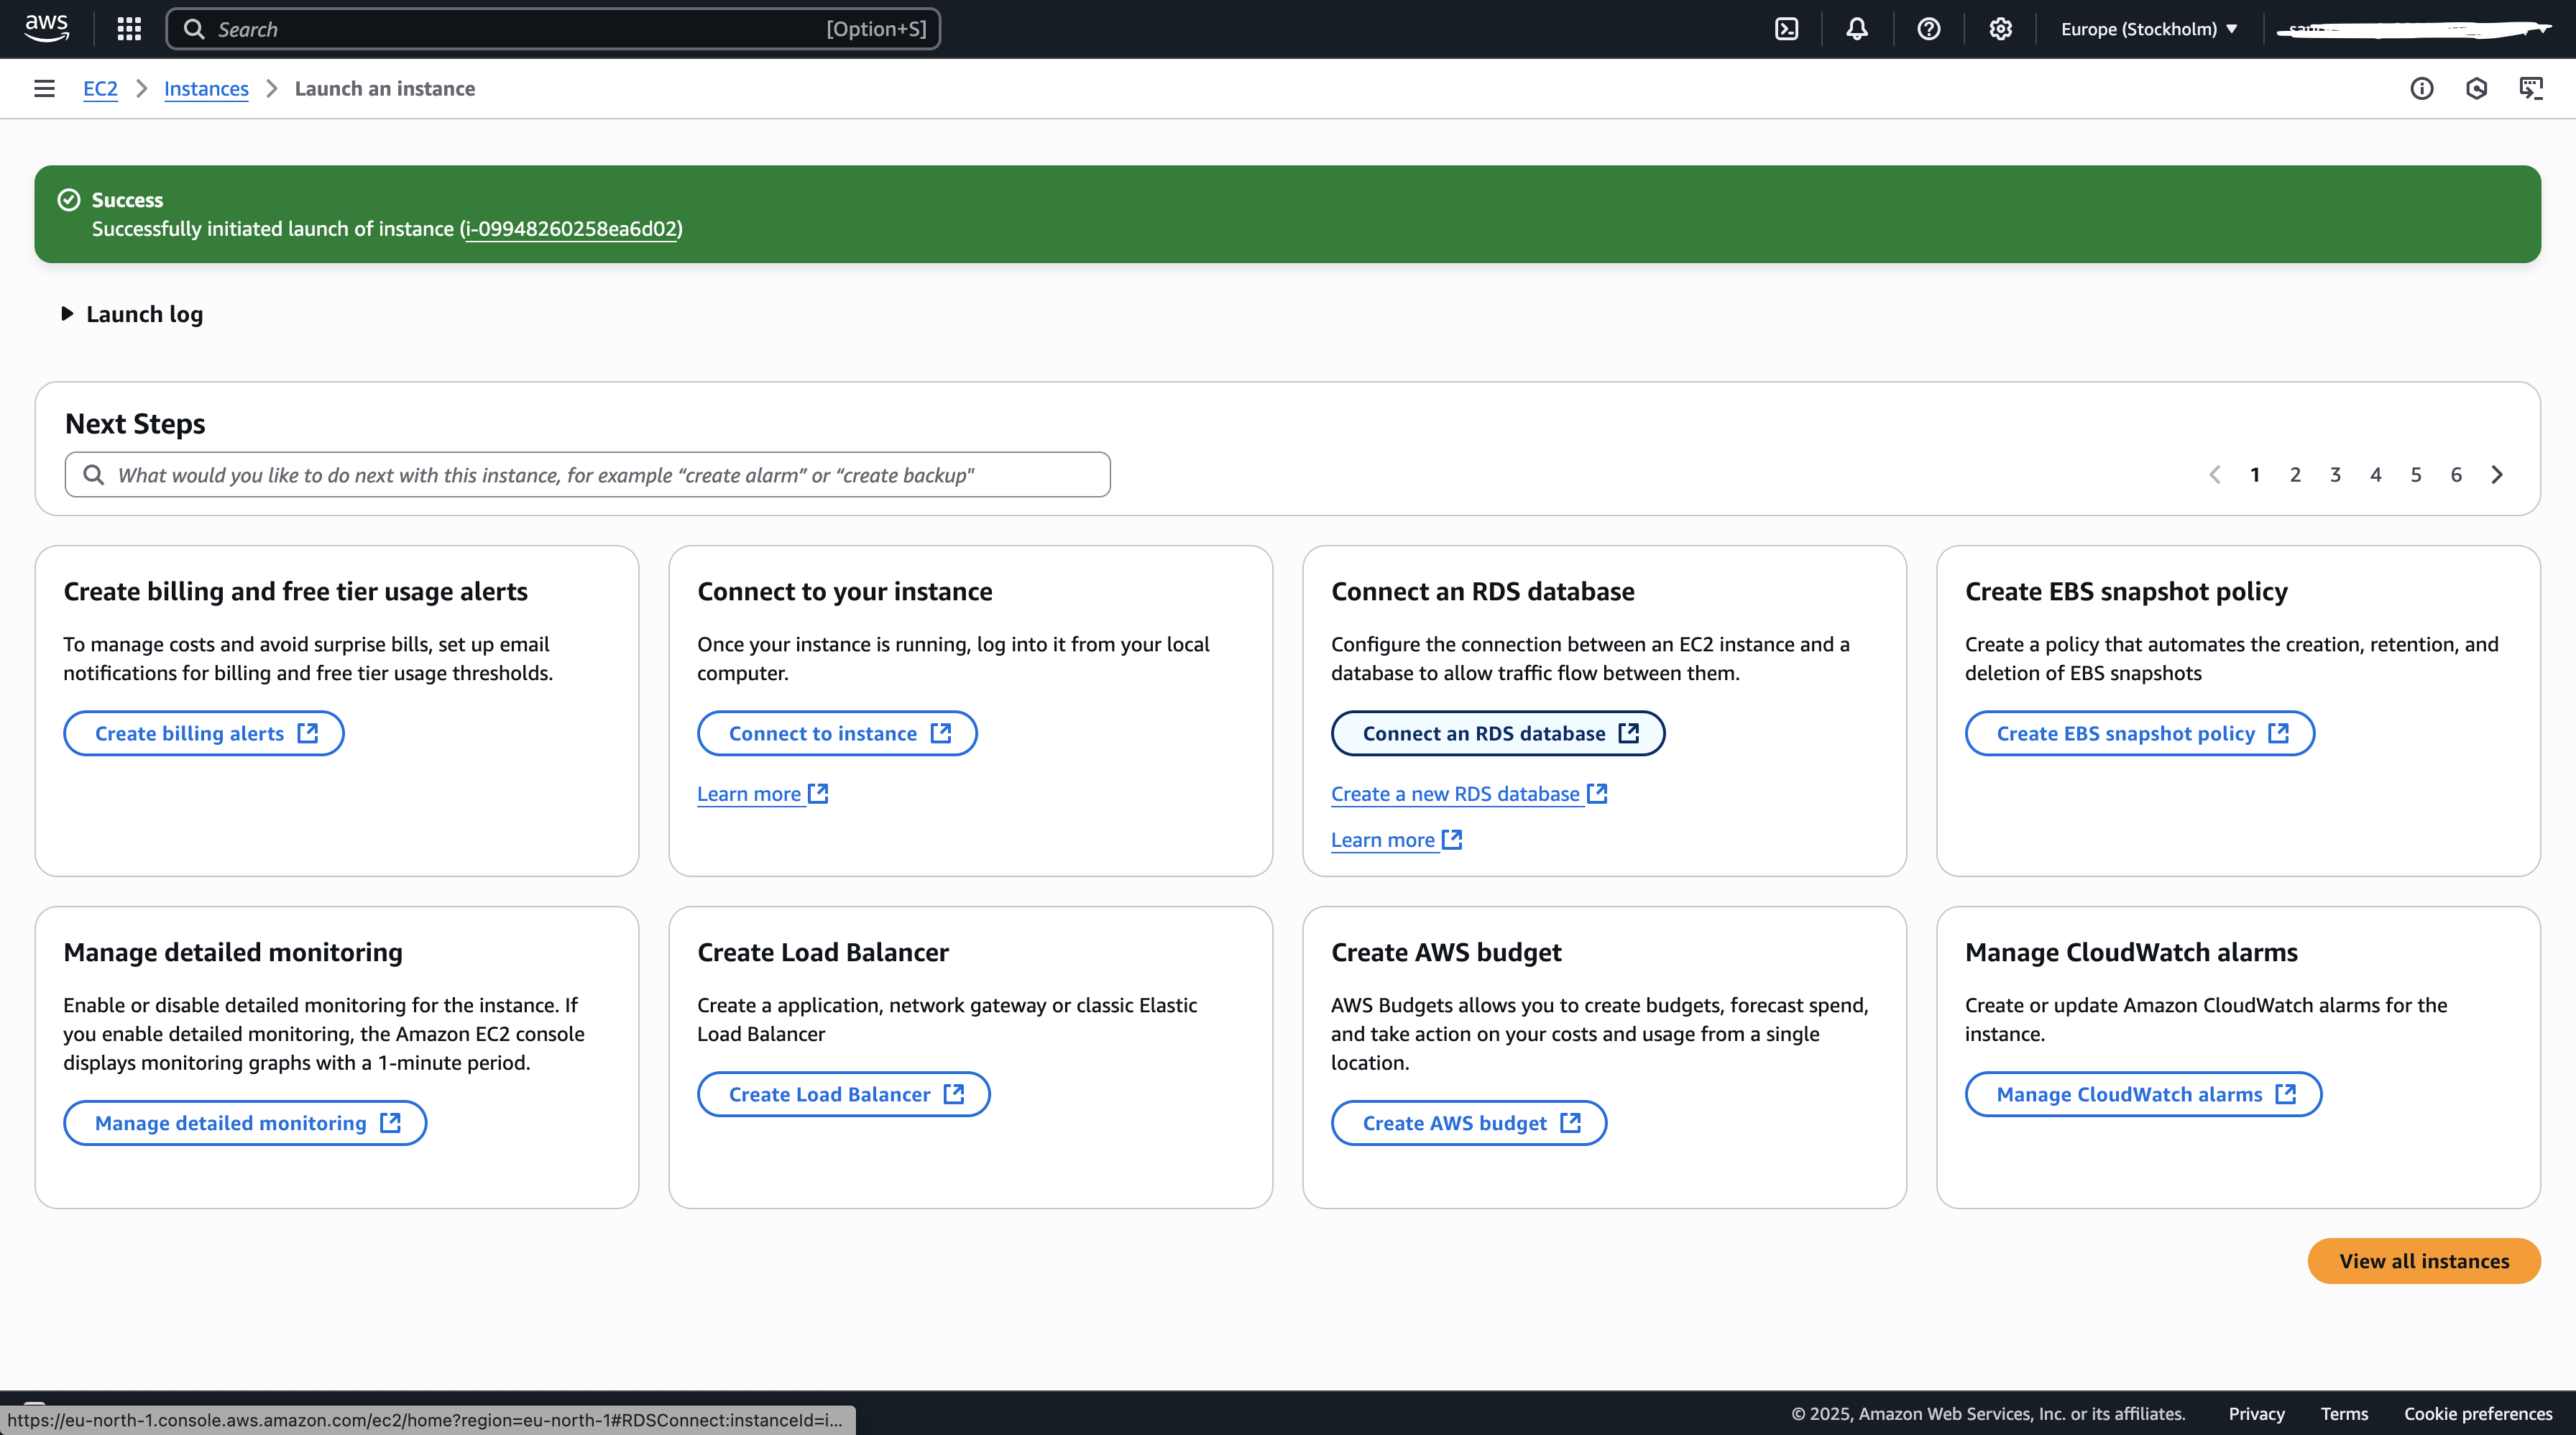 aws
Search
[Option+S]
Europe (Stockholm)
EC2
Instances
Launch an instance
Success
Successfully initiated launch of instance (i-09948260258ea6d02)
Launch log
Next Steps
What would you like to do next with this instance, for example “create alarm” or “create backup"
1 2 3 4 5 6
Create billing and free tier usage alerts
To manage costs and avoid surprise bills, set up email
notifications for billing and free tier usage thresholds.
Create billing alerts
Connect to your instance
Once your instance is running, log into it from your local
computer.
Connect to instance
Learn more
Connect an RDS database
Configure the connection between an EC2 instance and a
database to allow traffic flow between them.
Connect an RDS database
Create a new RDS database
Learn more
Create EBS snapshot policy
Create a policy that automates the creation, retention, and
deletion of EBS snapshots
Create EBS snapshot policy
Manage detailed monitoring
Enable or disable detailed monitoring for the instance. If
you enable detailed monitoring, the Amazon EC2 console
displays monitoring graphs with a 1-minute period.
Manage detailed monitoring
Create Load Balancer
Create a application, network gateway or classic Elastic
Load Balancer
Create Load Balancer
Create AWS budget
AWS Budgets allows you to create budgets, forecast spend,
and take action on your costs and usage from a single
location.
Create AWS budget
Manage CloudWatch alarms
Create or update Amazon CloudWatch alarms for the
instance.
Manage CloudWatch alarms
View all instances
https://eu-north-1.console.aws.amazon.com/ec2/home?region=eu-north-1#RDSConnect:instanceId=i...
© 2025, Amazon Web Services, Inc. or its affiliates.
Privacy
Terms
Cookie preferences